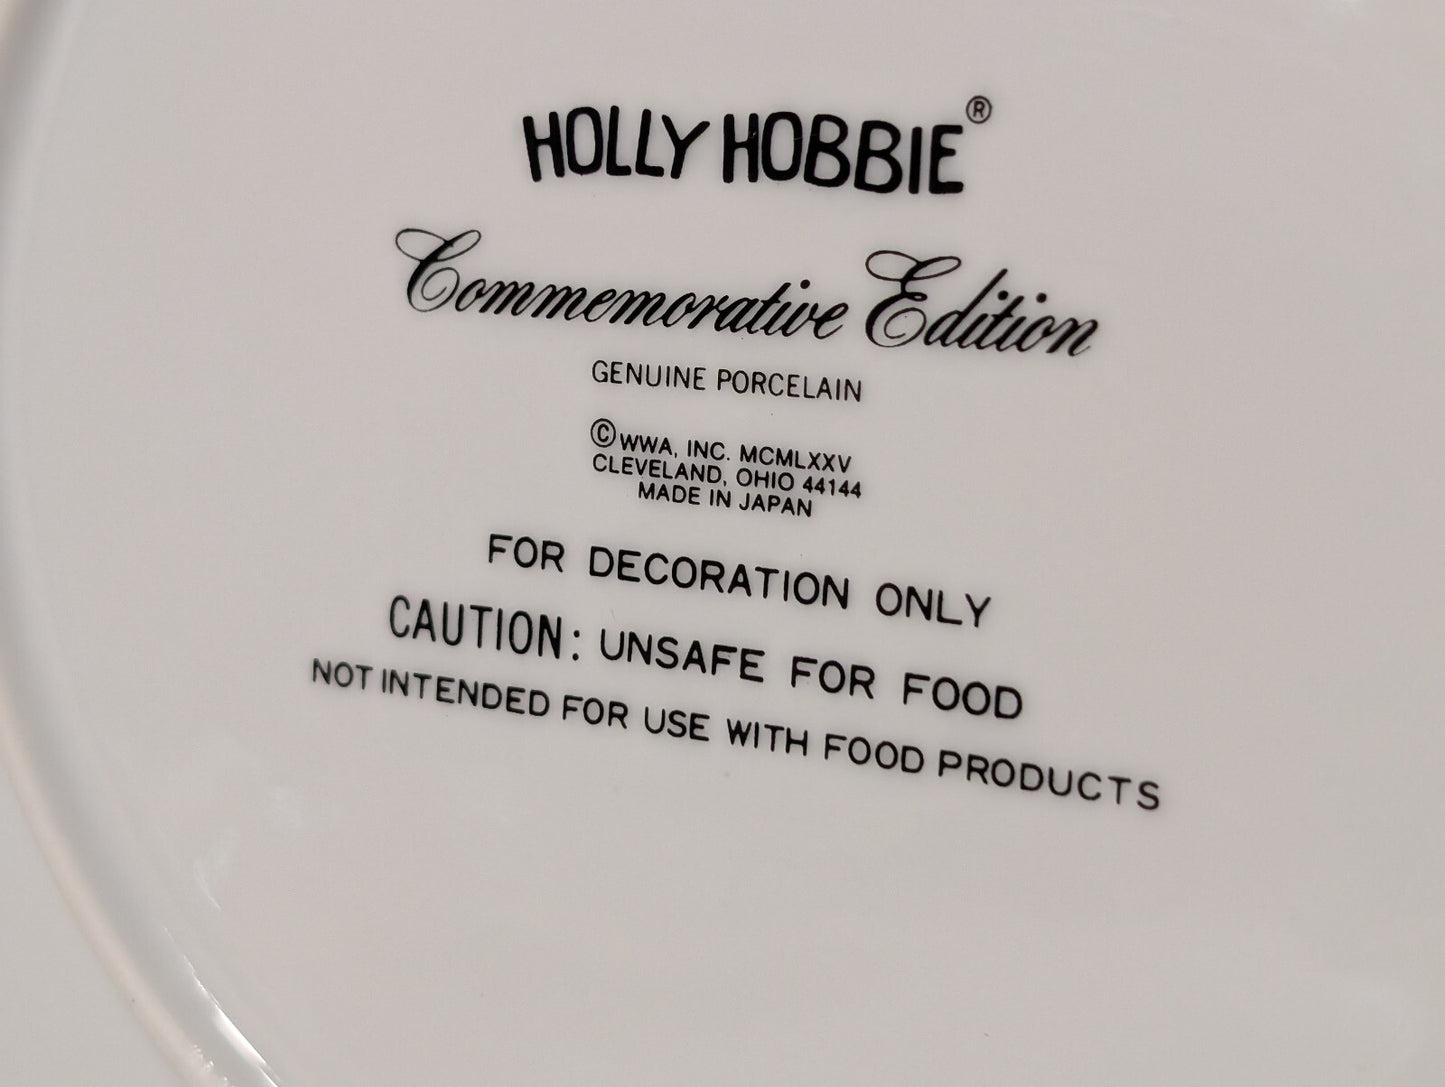 HOLLY HOBBIE®
Commemorative Edition
GENUINE PORCELAIN
©WWA, INC. MCMLXXV
CLEVELAND, OHIO 44144
MADE IN JAPAN
FOR DECORATION ONLY
CAUTION: UNSAFE FOR FOOD
NOT INTENDED FOR USE WITH FOOD PRODUCTS